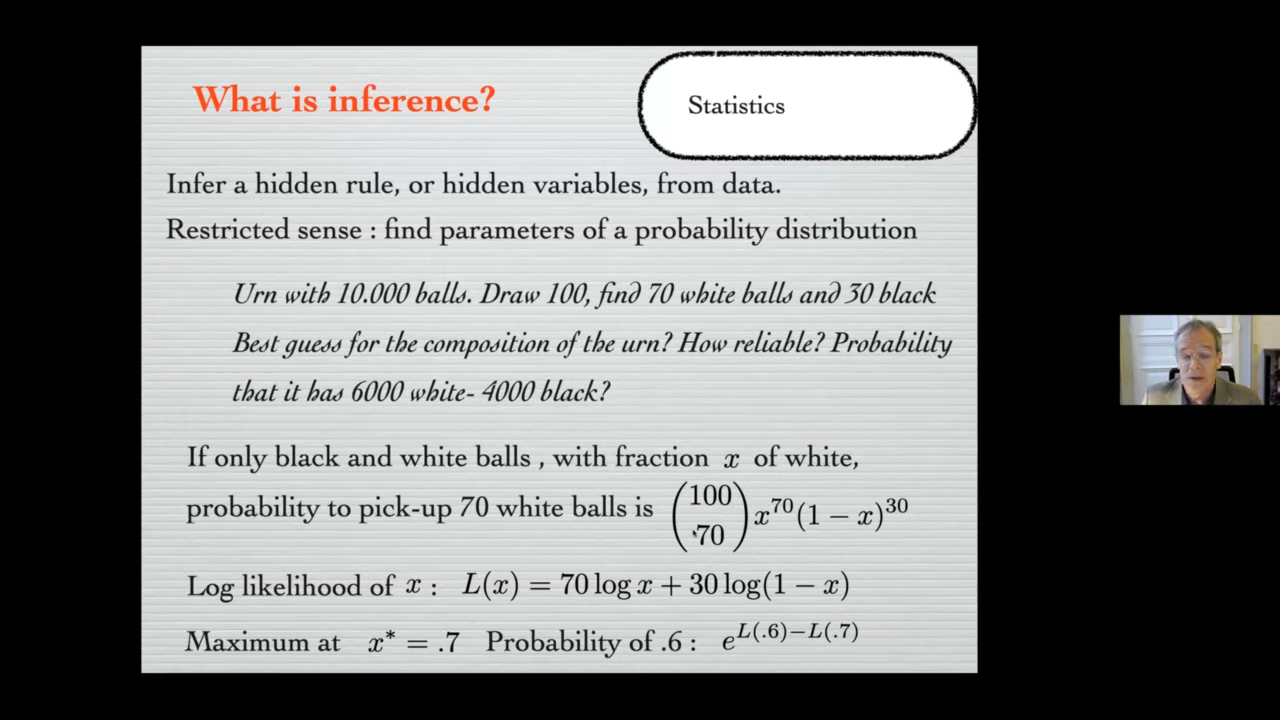 What is inference?
Statistics
Infer a hidden rule, or hidden variables, from data.
Restricted sense : find parameters of a probability distribution
Urn with 10.000 balls. Draw 100, find 70 white balls and 30 black
Best guess for the composition of the urn? How reliable? Probability
that it has 6000 white- 4000 black?
If only black and white balls , with fraction x of white,
probability to pick-up 70 white balls is \binom{100}{70} x^{70}(1 − x)^{30}
Log likelihood of x : L(x) = 70 log x + 30 log(1 − x)
Maximum at x* = .7 Probability of .6 : e^{L(.6)−L(.7)}